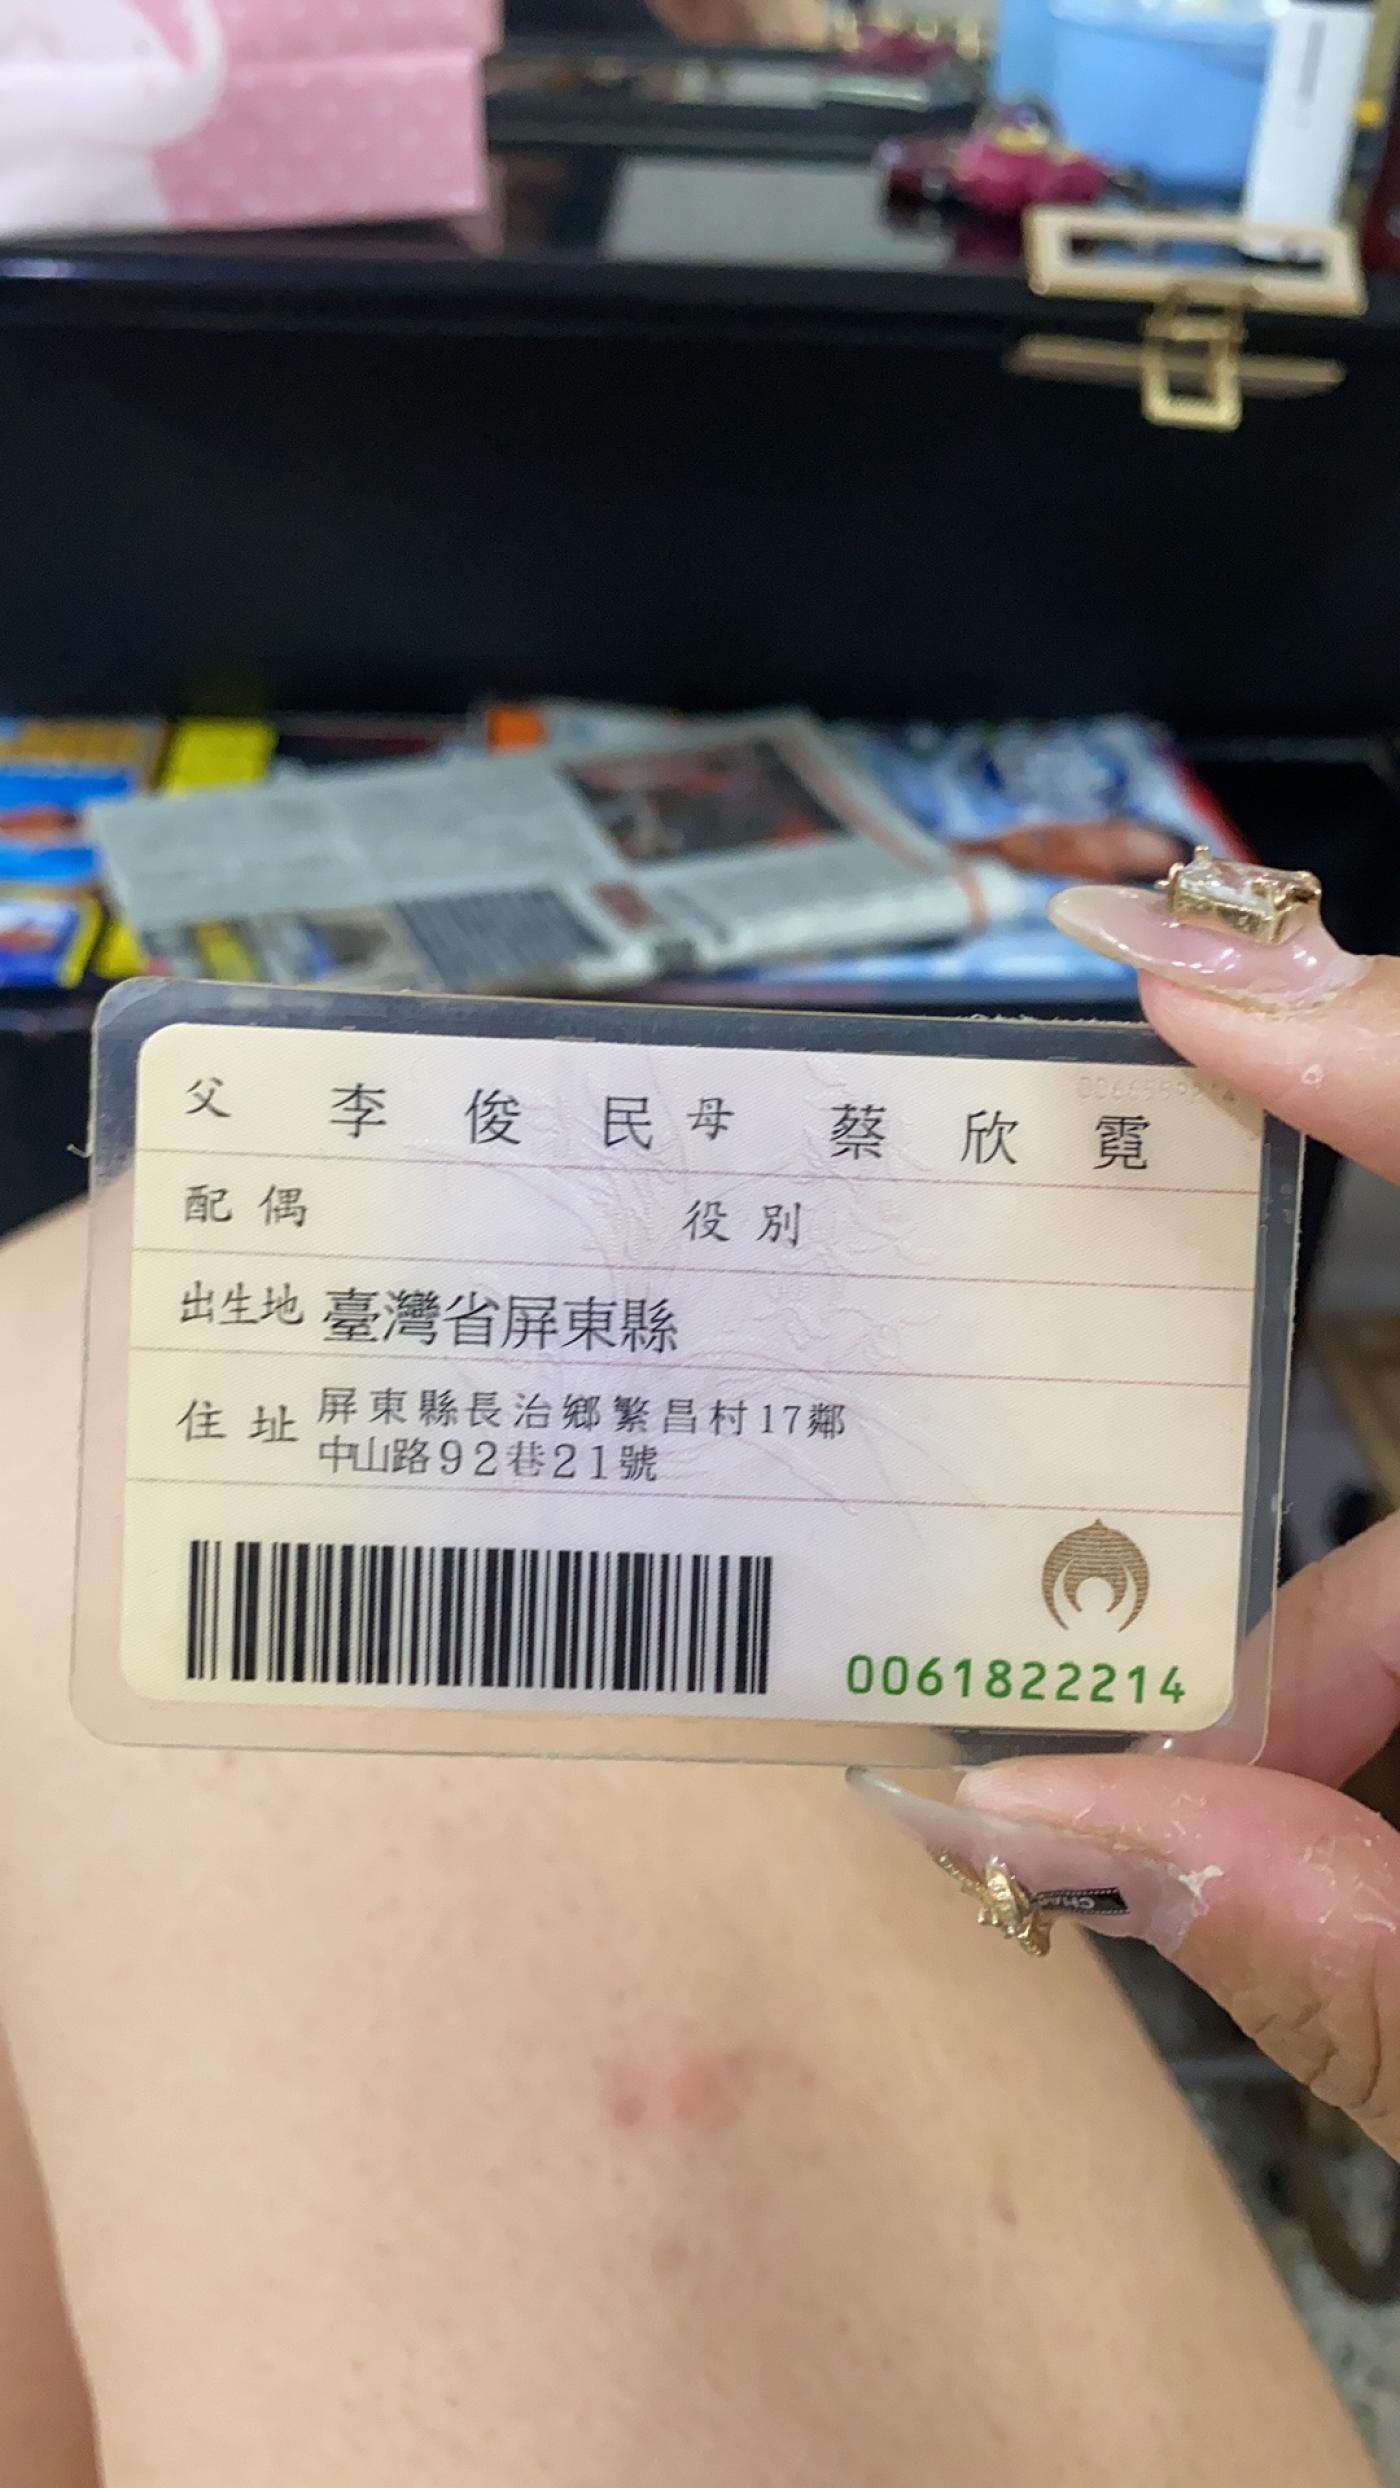 父 李俊民 母 蔡欣霓
配偶 役別
出生地 臺灣省屏東縣
住址 屏東縣長治鄉繁昌村17鄰
中山路92巷21號
0061822214